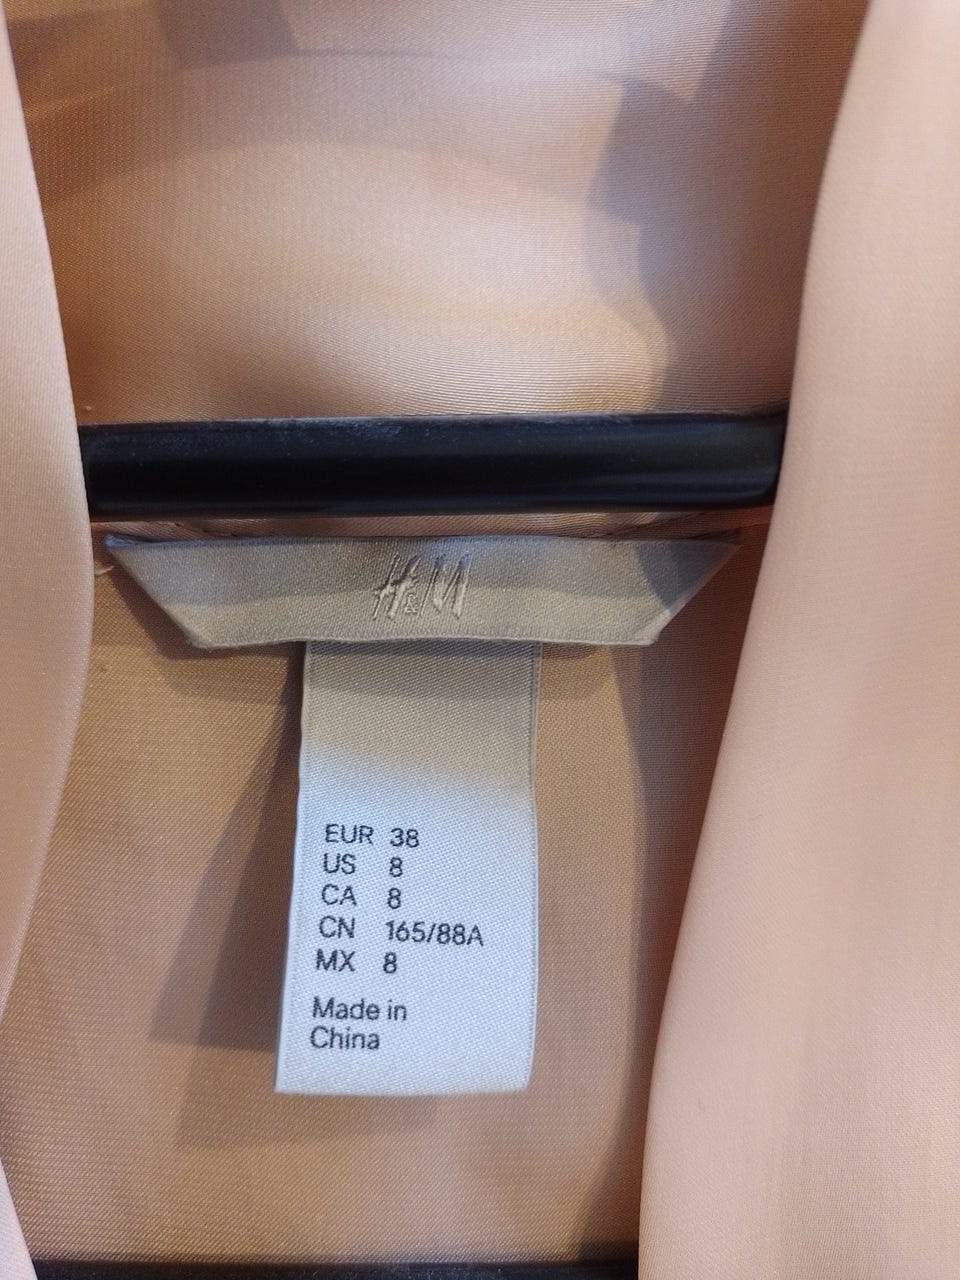 H&M
EUR 38
US 8
CA 8
CN 165/88A
MX 8
Made in
China